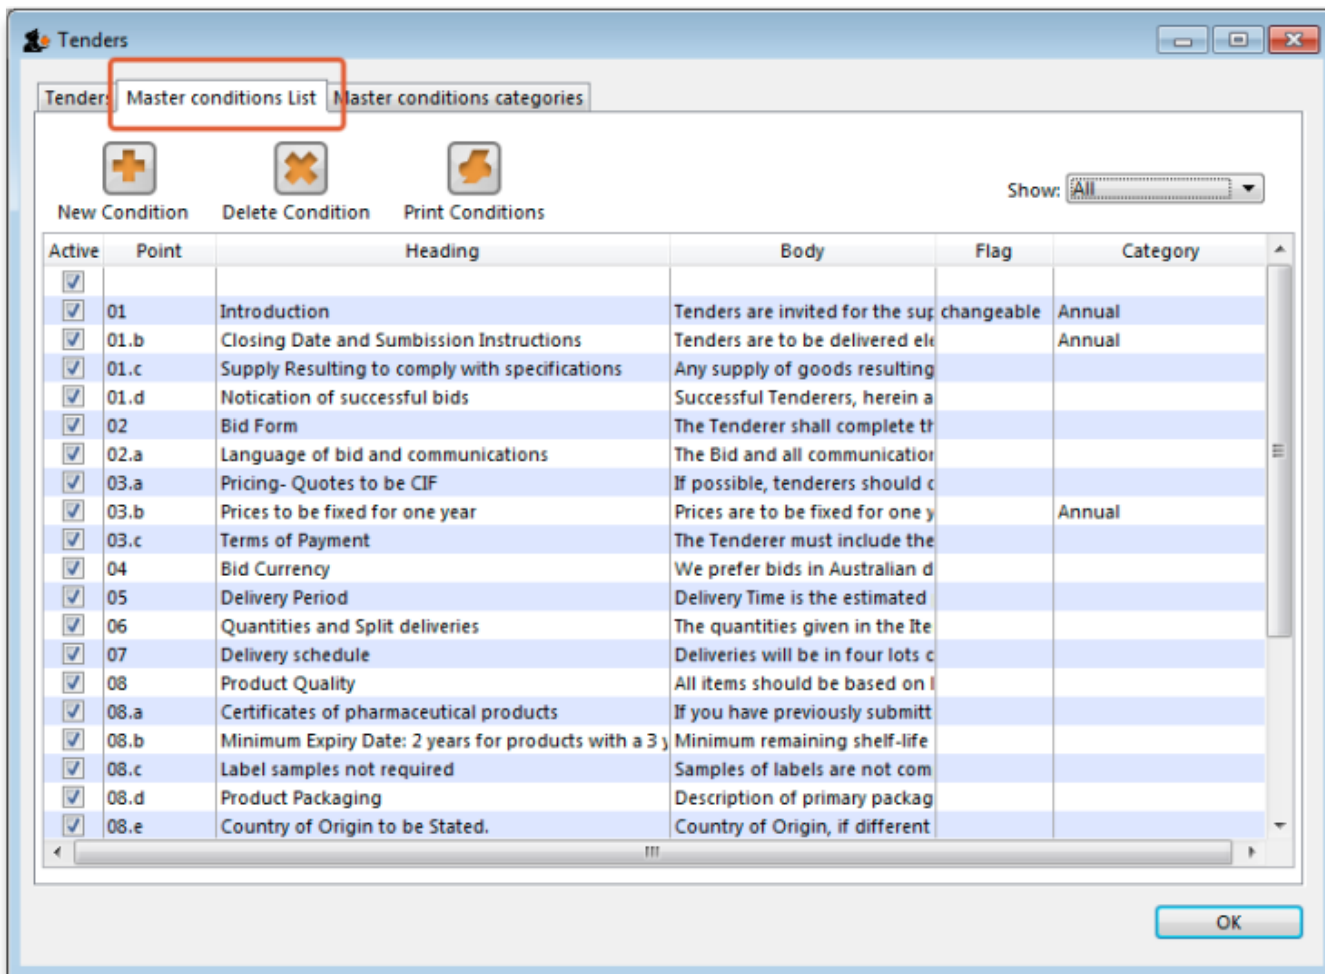 Tenders
Tenders Master conditions List Master conditions categories
New Condition Delete Condition Print Conditions
Show: All
Active Point Heading Body Flag Category
01 Introduction Tenders are invited for the sup changeable Annual
01.b Closing Date and Sumbission Instructions Tenders are to be delivered ele Annual
01.c Supply Resulting to comply with specifications Any supply of goods resulting
01.d Notication of successful bids Successful Tenderers, herein a
02 Bid Form The Tenderer shall complete th
02.a Language of bid and communications The Bid and all communication
03.a Pricing- Quotes to be CIF If possible, tenderers should c
03.b Prices to be fixed for one year Prices are to be fixed for one y Annual
03.c Terms of Payment The Tenderer must include the
04 Bid Currency We prefer bids in Australian d
05 Delivery Period Delivery Time is the estimated
06 Quantities and Split deliveries The quantities given in the Ite
07 Delivery schedule Deliveries will be in four lots c
08 Product Quality All items should be based on I
08.a Certificates of pharmaceutical products If you have previously submitt
08.b Minimum Expiry Date: 2 years for products with a 3 y Minimum remaining shelf-life
08.c Label samples not required Samples of labels are not com
08.d Product Packaging Description of primary packag
08.e Country of Origin to be Stated. Country of Origin, if different
OK